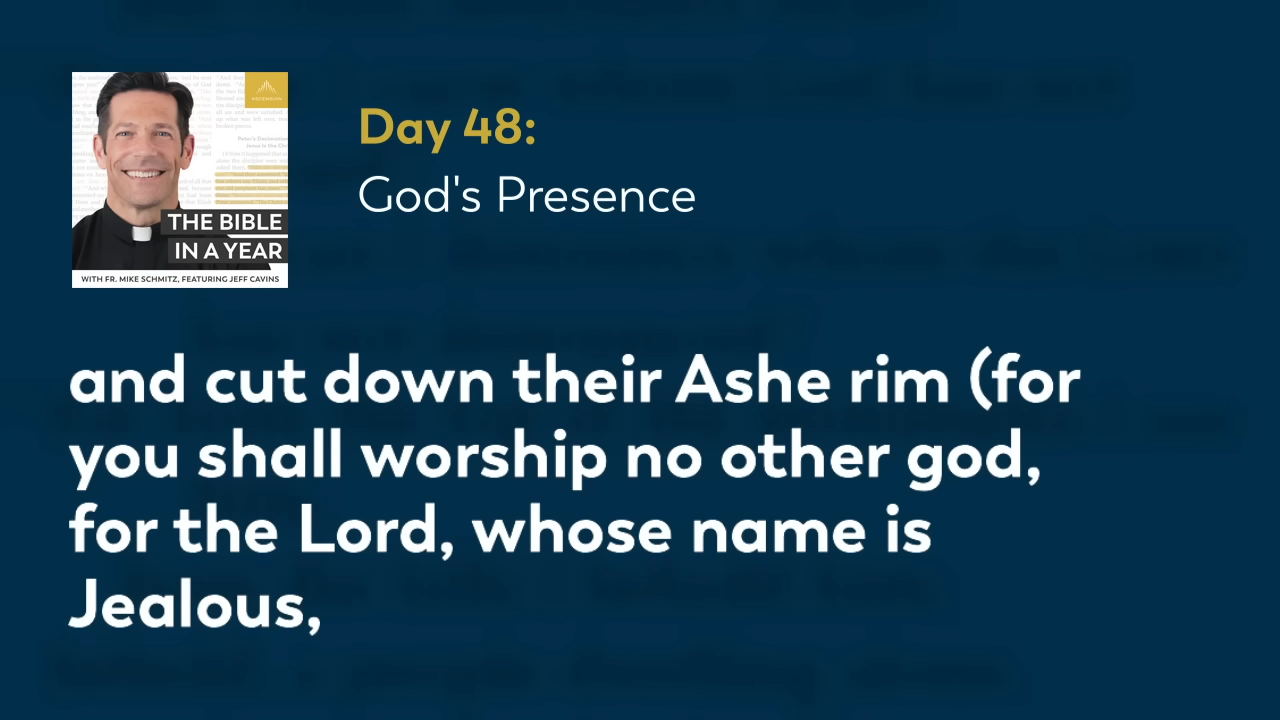 Day 48:
God's Presence
ASCENSION
THE BIBLE
IN A YEAR
WITH FR. MIKE SCHMITZ, FEATURING JEFF CAVINS
and cut down their Ashe rim (for
you shall worship no other god,
for the Lord, whose name is
Jealous,